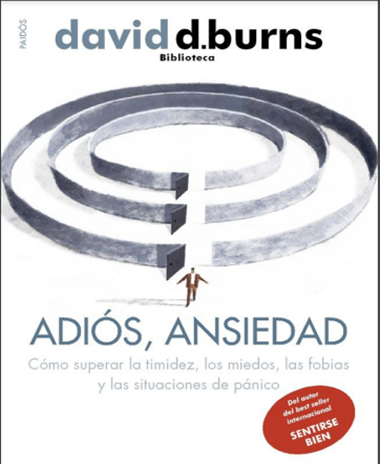 PAIDÓS
david d.burns
Biblioteca
ADIÓS, ANSIEDAD
Cómo superar la timidez, los miedos, las fobias
y las situaciones de pánico
Del autor
del best seller
internacional
SENTIRSE
BIEN